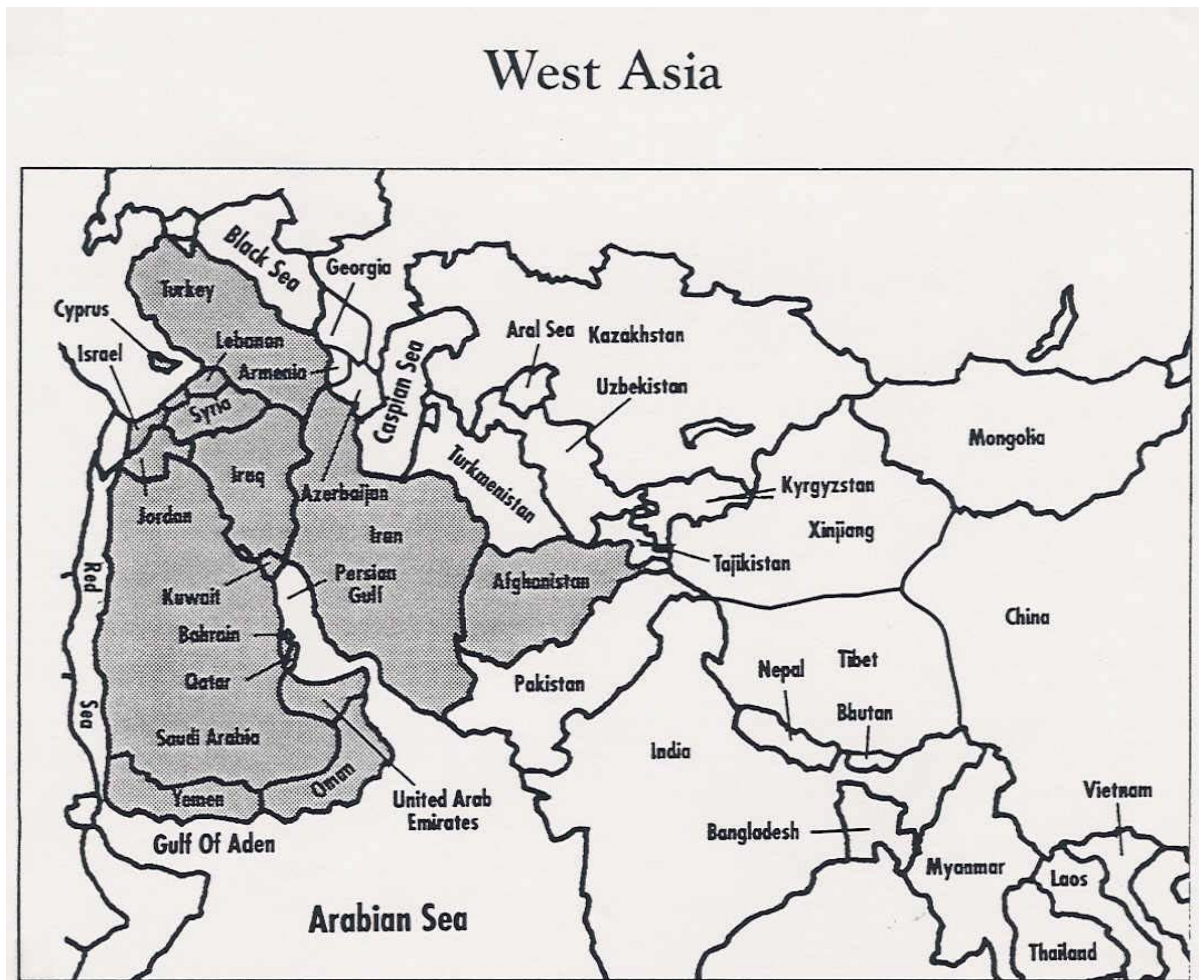 West Asia
Black Sea
Georgia
Turkey
Cyprus
Lebanon
Israel
Armenia
Syria
Caspian Sea
Aral Sea
Kazakhstan
Uzbekistan
Mongolia
Turkmenistan
Iraq
Azerbaijan
Jordan
Iran
Kyrgyzstan
Xinjiang
Tajikistan
Afghanistan
Red
Sea
Kuwait
Persian
Gulf
Bahrain
Qatar
China
Pakistan
Nepal
Tibet
Bhutan
India
Saudi Arabia
Oman
Yemen
United Arab
Emirates
Vietnam
Bangladesh
Gulf Of Aden
Myanmar
Laos
Arabian Sea
Thailand